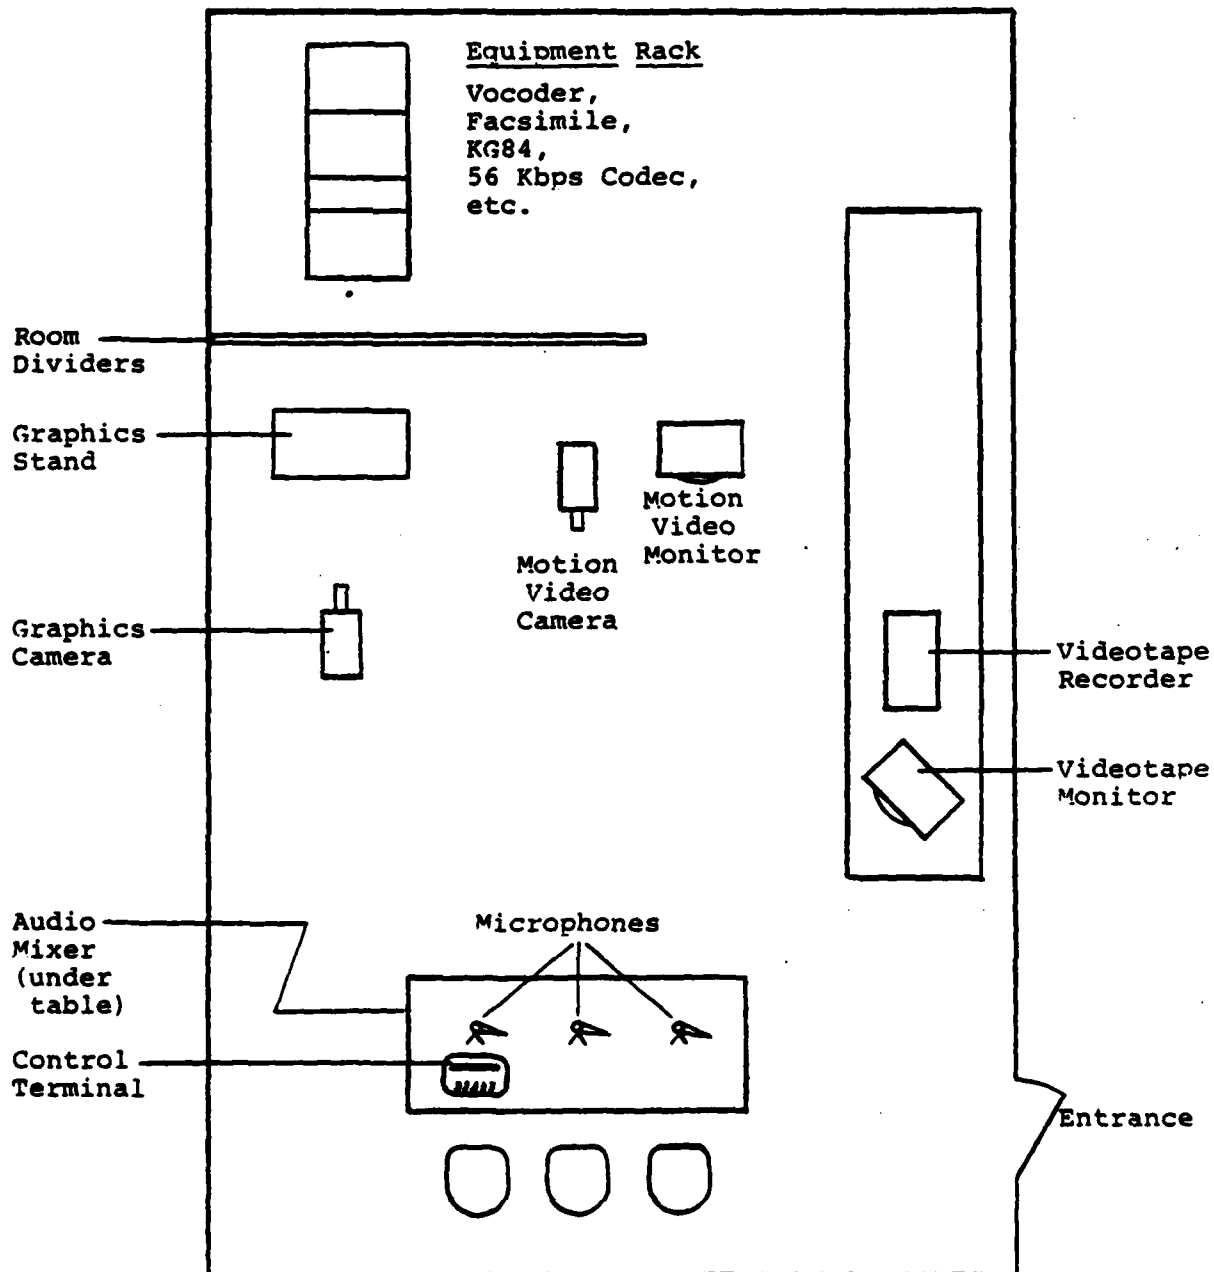 Equipment Rack
Vocoder,
Facsimile,
KG84,
56 Kbps Codec,
etc.
Room
Dividers
Graphics
Stand
Motion
Video
Monitor
Motion
Video
Camera
Graphics
Camera
Videotape
Recorder
Videotape
Monitor
Audio
Mixer
(under
table)
Microphones
Control
Terminal
Entrance